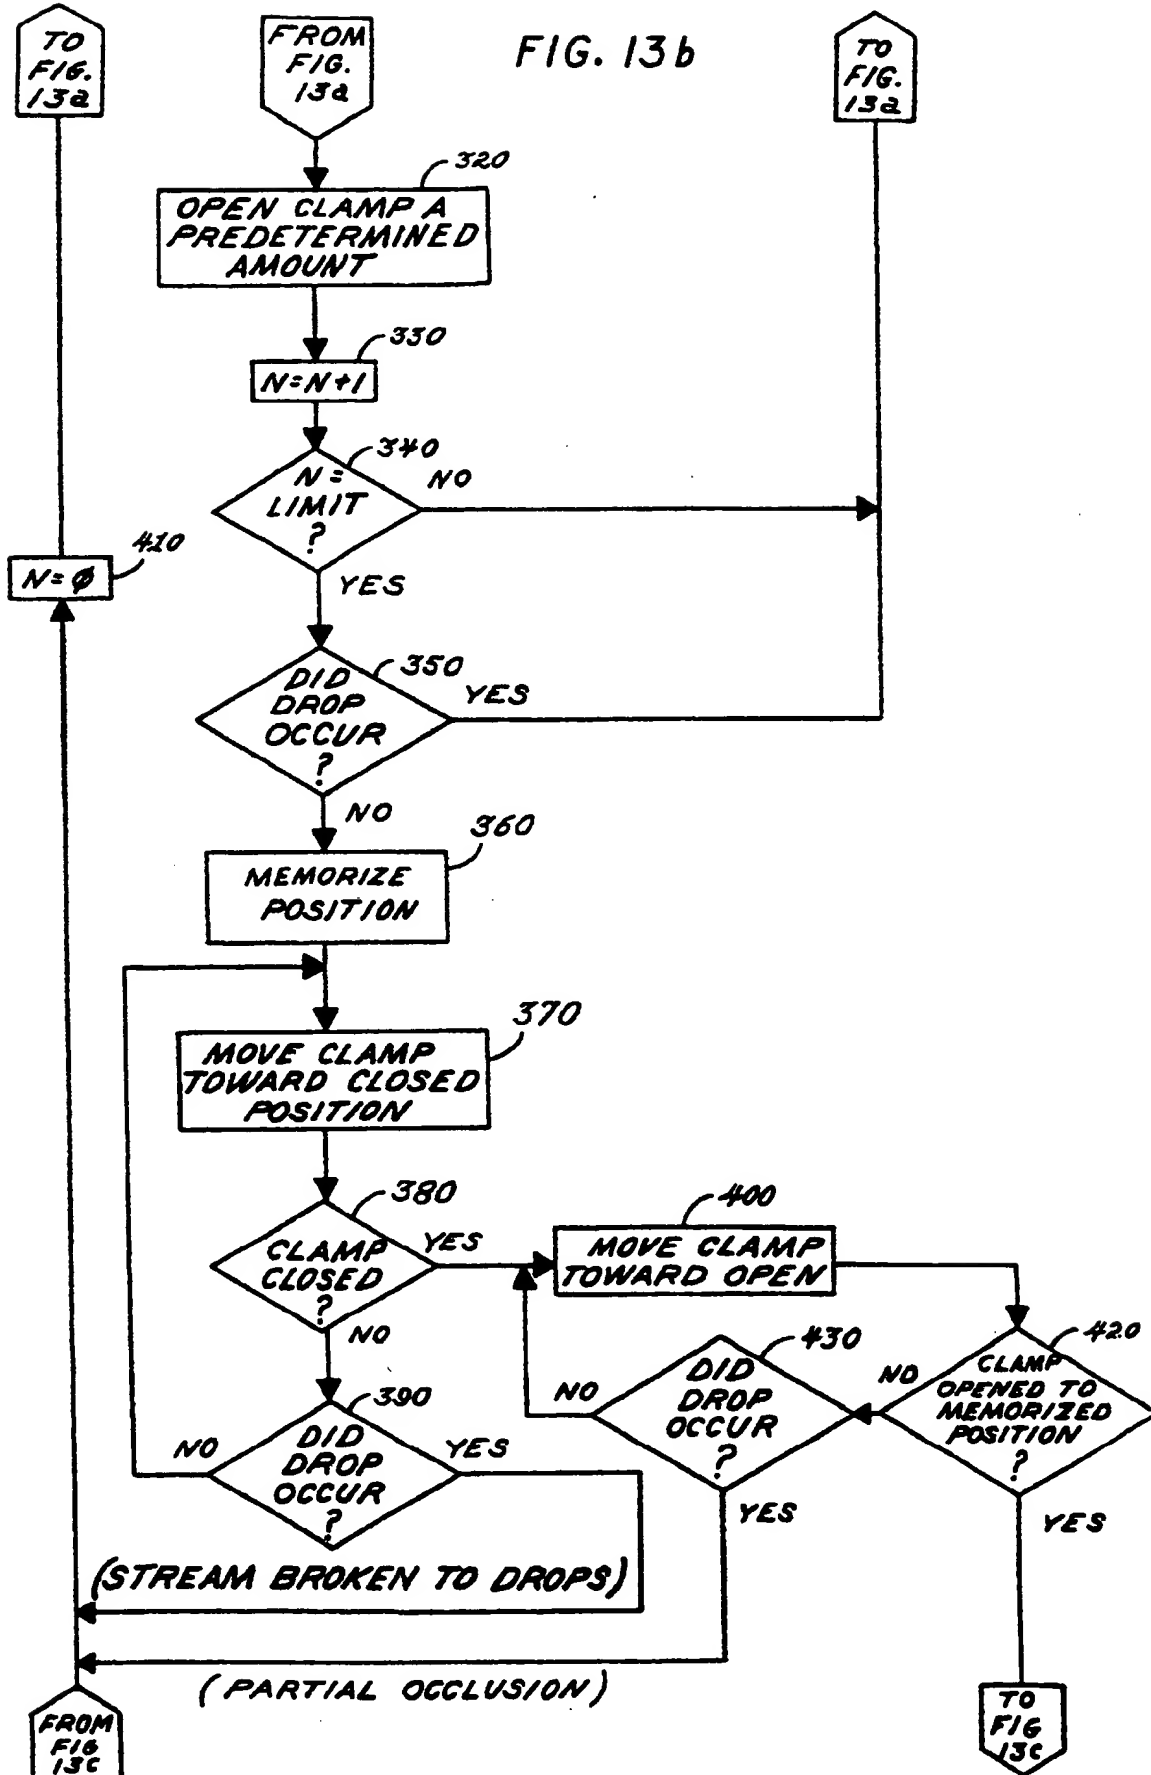 TO
FIG.
13a
FROM
FIG.
13a
FIG. 13b
TO
FIG.
13a
320
OPEN CLAMP A
PREDETERMINED
AMOUNT
330
N=N+1
340
N=
LIMIT
?
NO
YES
410
N=Ø
350
DID
DROP
OCCUR
?
YES
NO
360
MEMORIZE
POSITION
370
MOVE CLAMP
TOWARD CLOSED
POSITION
380
CLAMP
CLOSED
?
YES
NO
400
MOVE CLAMP
TOWARD OPEN
420
CLAMP
OPENED TO
MEMORIZED
POSITION
?
NO
YES
430
DID
DROP
OCCUR
?
NO
YES
390
DID
DROP
OCCUR
?
NO
YES
(STREAM BROKEN TO DROPS)
(PARTIAL OCCLUSION)
FROM
FIG
13c
TO
FIG
13c